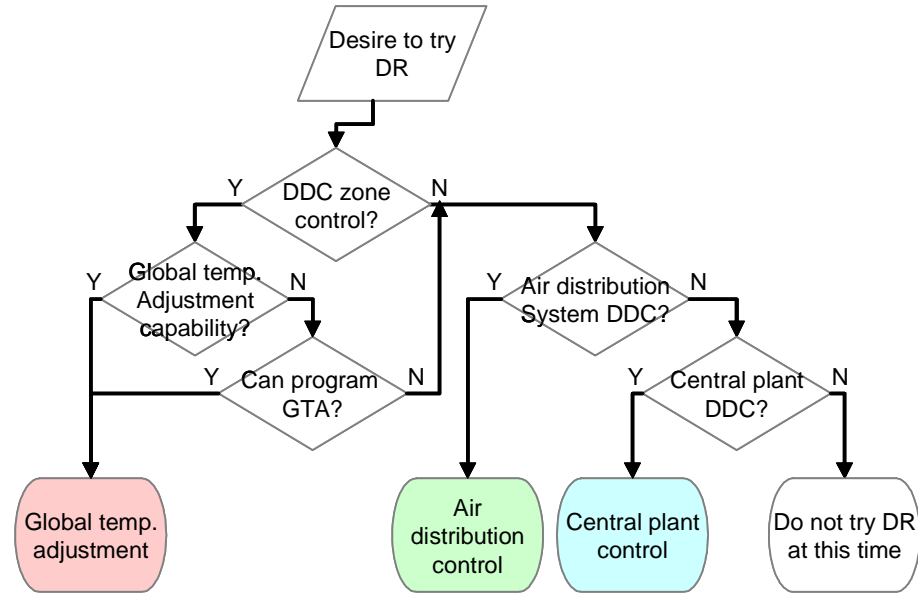 Desire to try
DR
Y
DDC zone
control?
N
Y
Global temp.
Adjustment
capability?
N
Y
Air distribution
System DDC?
N
Y
Can program
GTA?
N
Y
Central plant
DDC?
N
Global temp.
adjustment
Air
distribution
control
Central plant
control
Do not try DR
at this time